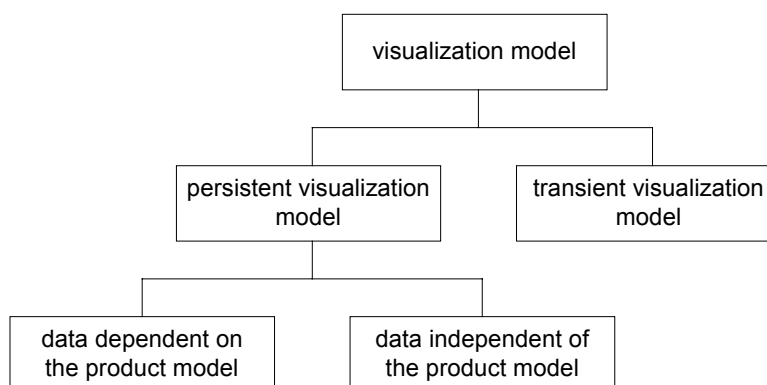 visualization model
persistent visualization
model
transient visualization
model
data dependent on
the product model
data independent of
the product model